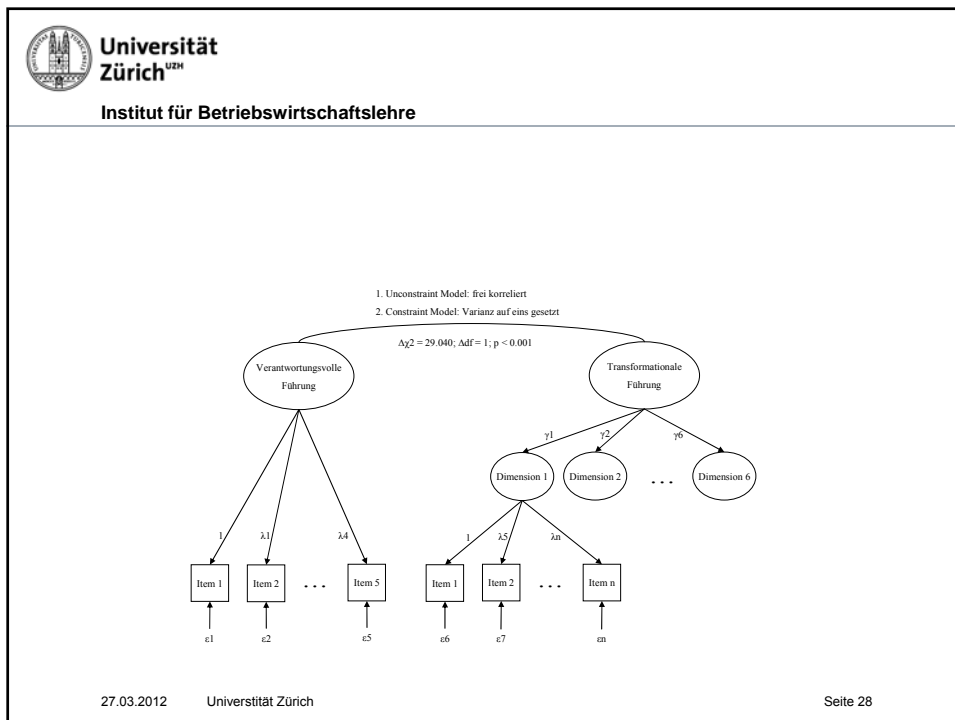 Universität
Zürich UZH
Institut für Betriebswirtschaftslehre
1. Unconstraint Model: frei korreliert
2. Constraint Model: Varianz auf eins gesetzt
Δχ2 = 29.040; Δdf = 1; p < 0.001
Verantwortungsvolle
Führung
Transformationale
Führung
γ1 γ2 γ6
Dimension 1 Dimension 2 . . . Dimension 6
1 λ1 λ4 1 λ5 λn
Item 1 Item 2 . . . Item 5 Item 1 Item 2 . . . Item n
ε1 ε2 ε5 ε6 ε7 εn
27.03.2012 Universtität Zürich Seite 28